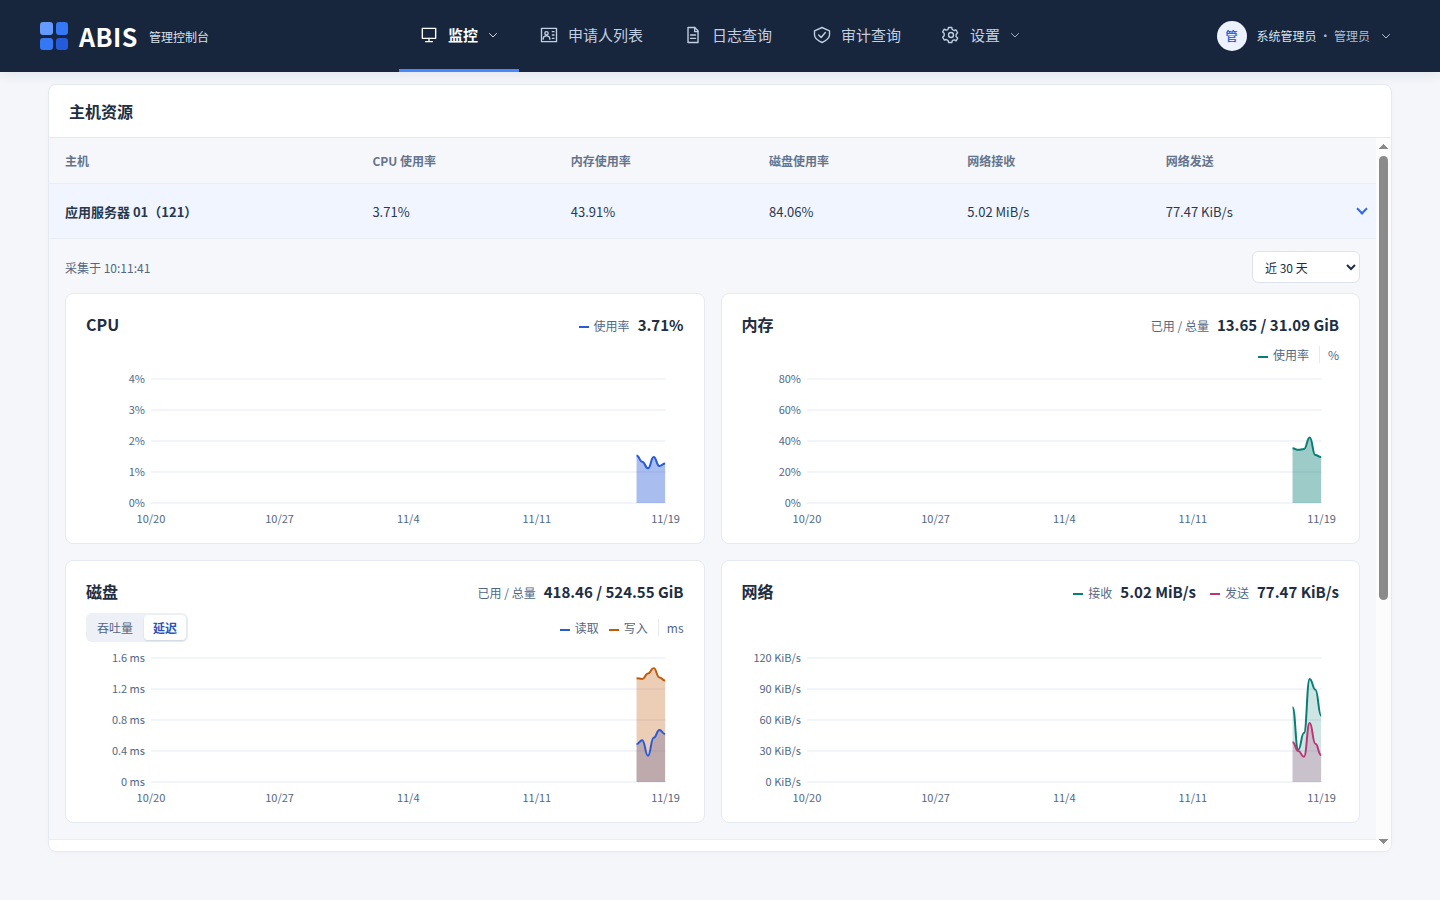 ABIS 管理控制台 监控 申请人列表 日志查询 审计查询 设置 管 系统管理员 · 管理员
主机资源
主机 CPU 使用率 内存使用率 磁盘使用率 网络接收 网络发送
应用服务器 01（121） 3.71% 43.91% 84.06% 5.02 MiB/s 77.47 KiB/s
采集于 10:11:41 近 30 天
CPU 使用率 3.71%
4%
3%
2%
1%
0%
10/20 10/27 11/4 11/11 11/19
内存 已用 / 总量 13.65 / 31.09 GiB
使用率 %
80%
60%
40%
20%
0%
10/20 10/27 11/4 11/11 11/19
磁盘 已用 / 总量 418.46 / 524.55 GiB
吞吐量 延迟 读取 写入 ms
1.6 ms
1.2 ms
0.8 ms
0.4 ms
0 ms
10/20 10/27 11/4 11/11 11/19
网络 接收 5.02 MiB/s 发送 77.47 KiB/s
120 KiB/s
90 KiB/s
60 KiB/s
30 KiB/s
0 KiB/s
10/20 10/27 11/4 11/11 11/19